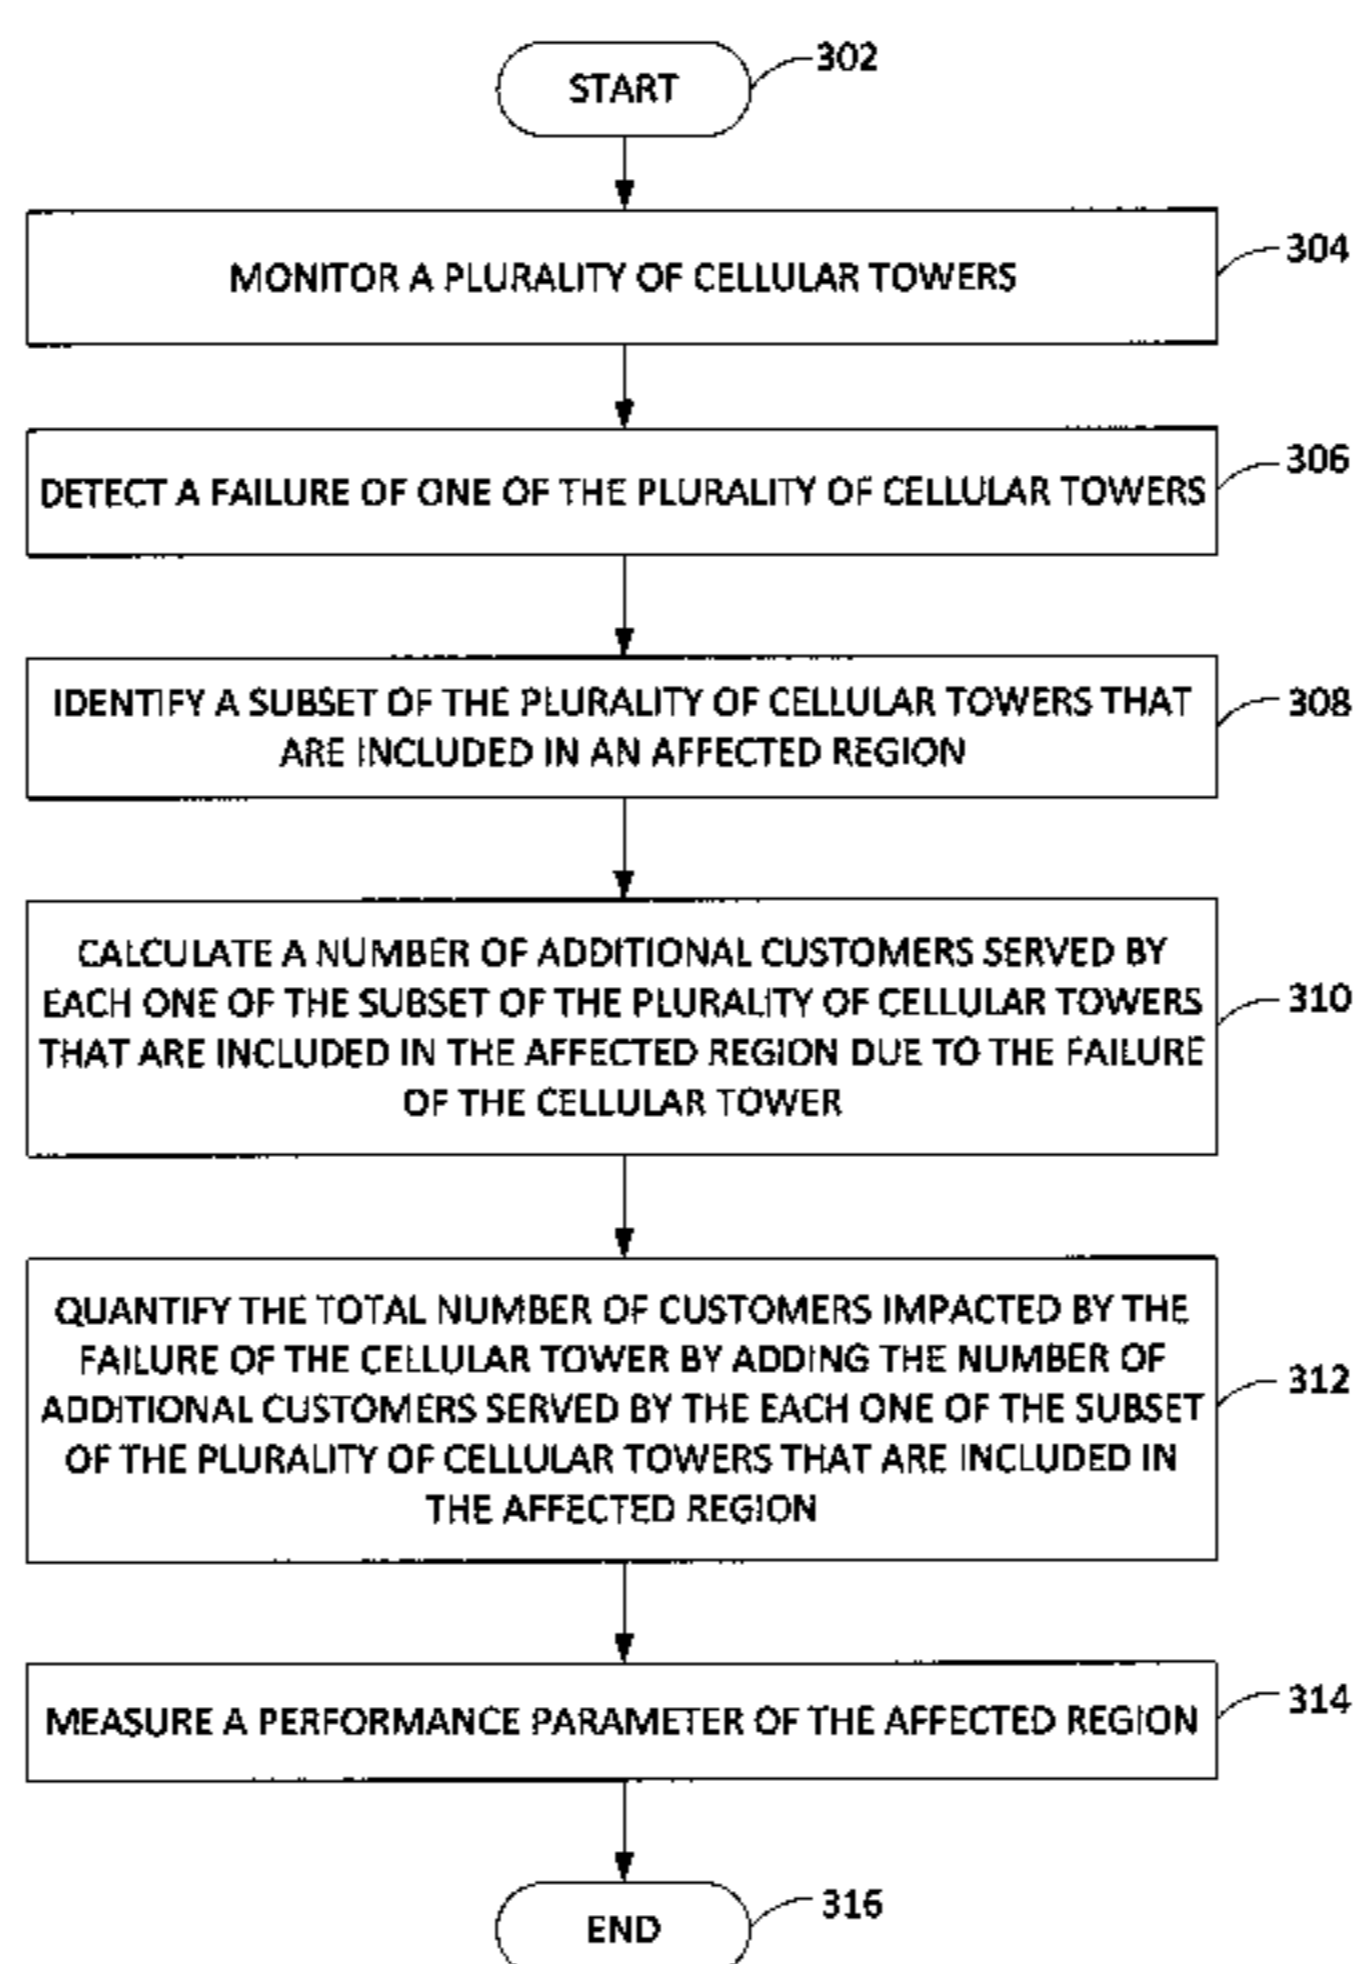 START
302
MONITOR A PLURALITY OF CELLULAR TOWERS
304
DETECT A FAILURE OF ONE OF THE PLURALITY OF CELLULAR TOWERS
306
IDENTIFY A SUBSET OF THE PLURALITY OF CELLULAR TOWERS THAT
ARE INCLUDED IN AN AFFECTED REGION
308
CALCULATE A NUMBER OF ADDITIONAL CUSTOMERS SERVED BY
EACH ONE OF THE SUBSET OF THE PLURALITY OF CELLULAR TOWERS
THAT ARE INCLUDED IN THE AFFECTED REGION DUE TO THE FAILURE
OF THE CELLULAR TOWER
310
QUANTIFY THE TOTAL NUMBER OF CUSTOMERS IMPACTED BY THE
FAILURE OF THE CELLULAR TOWER BY ADDING THE NUMBER OF
ADDITIONAL CUSTOMERS SERVED BY THE EACH ONE OF THE SUBSET
OF THE PLURALITY OF CELLULAR TOWERS THAT ARE INCLUDED IN
THE AFFECTED REGION
312
MEASURE A PERFORMANCE PARAMETER OF THE AFFECTED REGION
314
END
316